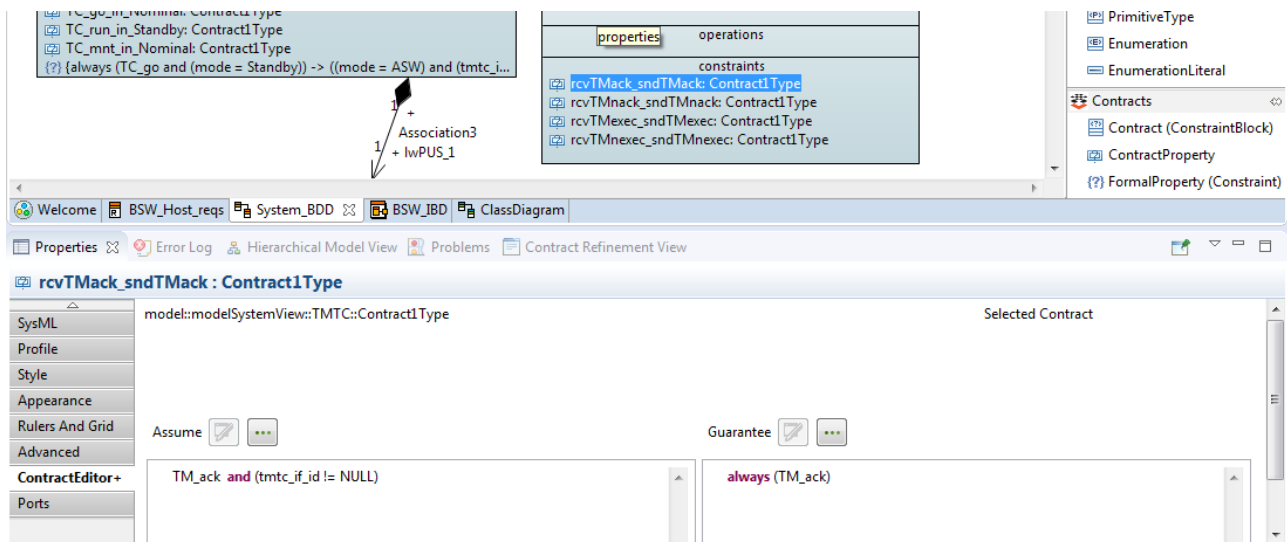 TC_go_in_Nominal: Contract1Type
TC_run_in_Standby: Contract1Type
TC_mnt_in_Nominal: Contract1Type
{?} {always (TC_go and (mode = Standby)) -> ((mode = ASW) and (tmtc_i...
1
+
Association3
1
+ IwPUS_1
properties
operations
constraints
rcvTMack_sndTMack: Contract1Type
rcvTMnack_sndTMnack: Contract1Type
rcvTMexec_sndTMexec: Contract1Type
rcvTMnexec_sndTMnexec: Contract1Type
PrimitiveType
Enumeration
EnumerationLiteral
Contracts
Contract (ConstraintBlock)
ContractProperty
{?} FormalProperty (Constraint)
Welcome BSW_Host_reqs System_BDD BSW_IBD ClassDiagram
Properties Error Log Hierarchical Model View Problems Contract Refinement View
rcvTMack_sndTMack : Contract1Type
SysML
Profile
Style
Appearance
Rulers And Grid
Advanced
ContractEditor+
Ports
model::modelSystemView::TMTC::Contract1Type
Selected Contract
Assume ...
Guarantee ...
TM_ack and (tmtc_if_id != NULL)
always (TM_ack)